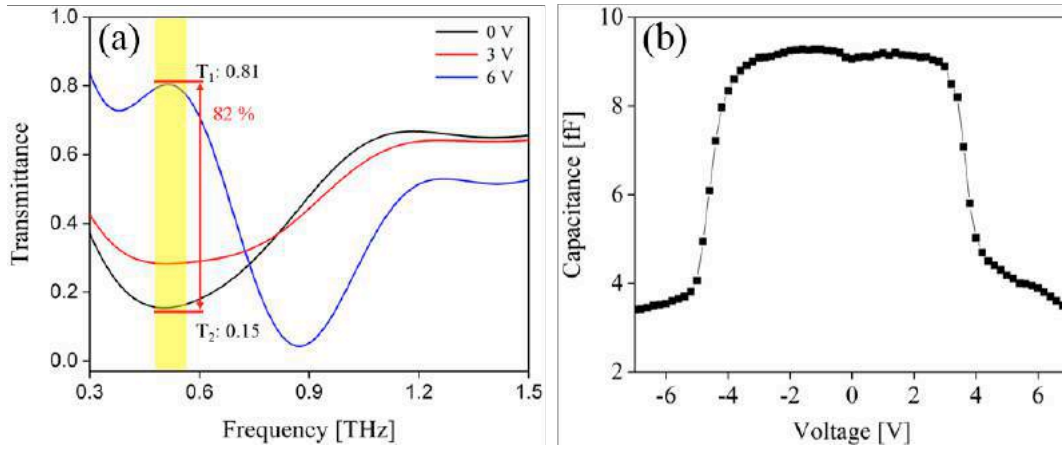 (a)
0 V
3 V
6 V
T1: 0.81
82 %
T2: 0.15
Transmittance
1.0
0.8
0.6
0.4
0.2
0.0
0.3 0.6 0.9 1.2 1.5
Frequency [THz]
(b)
Capacitance [fF]
10
8
6
4
2
-6 -4 -2 0 2 4 6
Voltage [V]